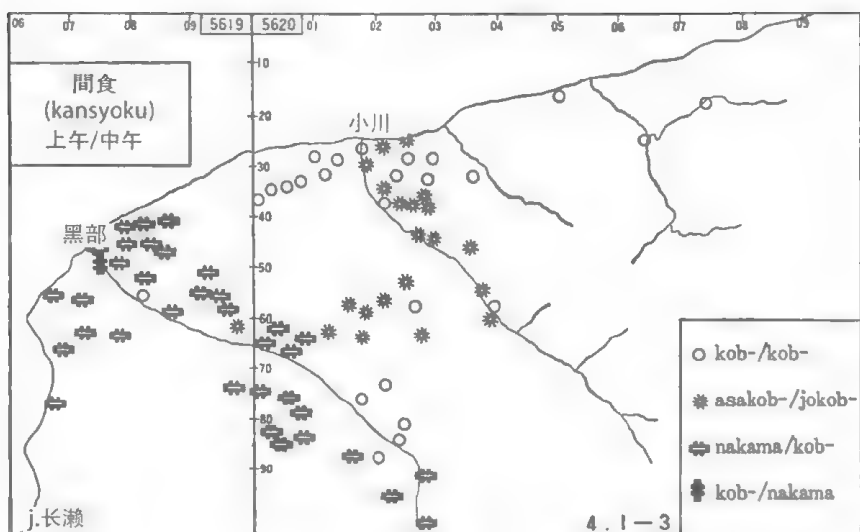 06 07 08 09 5619 5620 01 02 03 04 05 06 07 08 09
間食
(kansyoku)
上午/中午
10
20
30
40
50
60
70
80
90
小川
黑部
kob-/kob-
asakob-/jokob-
nakama/kob-
kob-/nakama
j.长濑
4.1-3